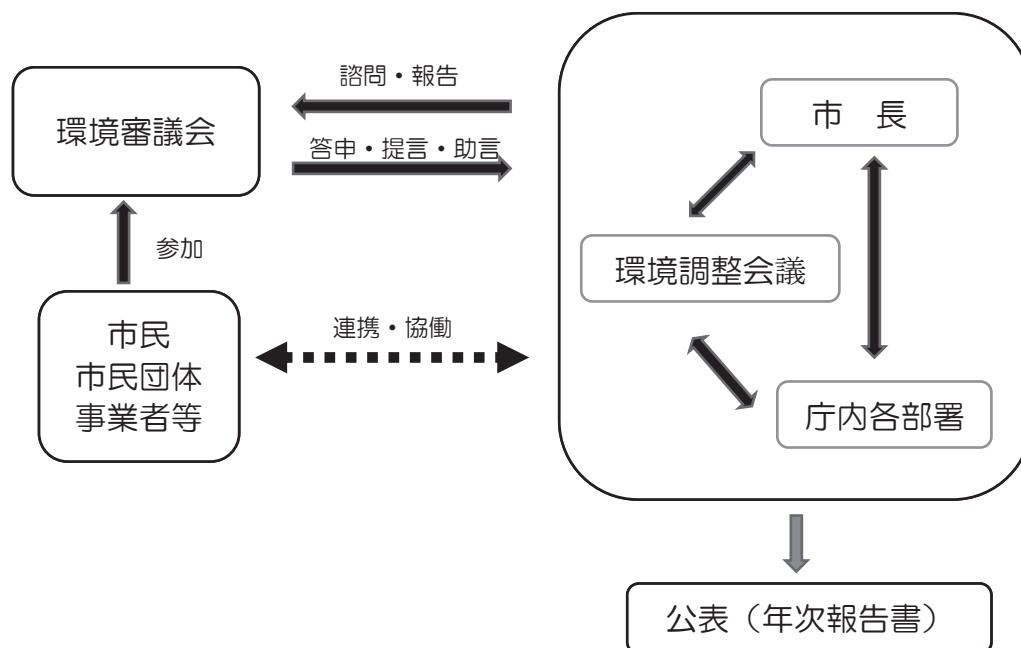 諮問・報告
環境審議会
答申・提言・助言
市　長
参加
環境調整会議
市民
市民団体
事業者等
連携・協働
庁内各部署
公表（年次報告書）